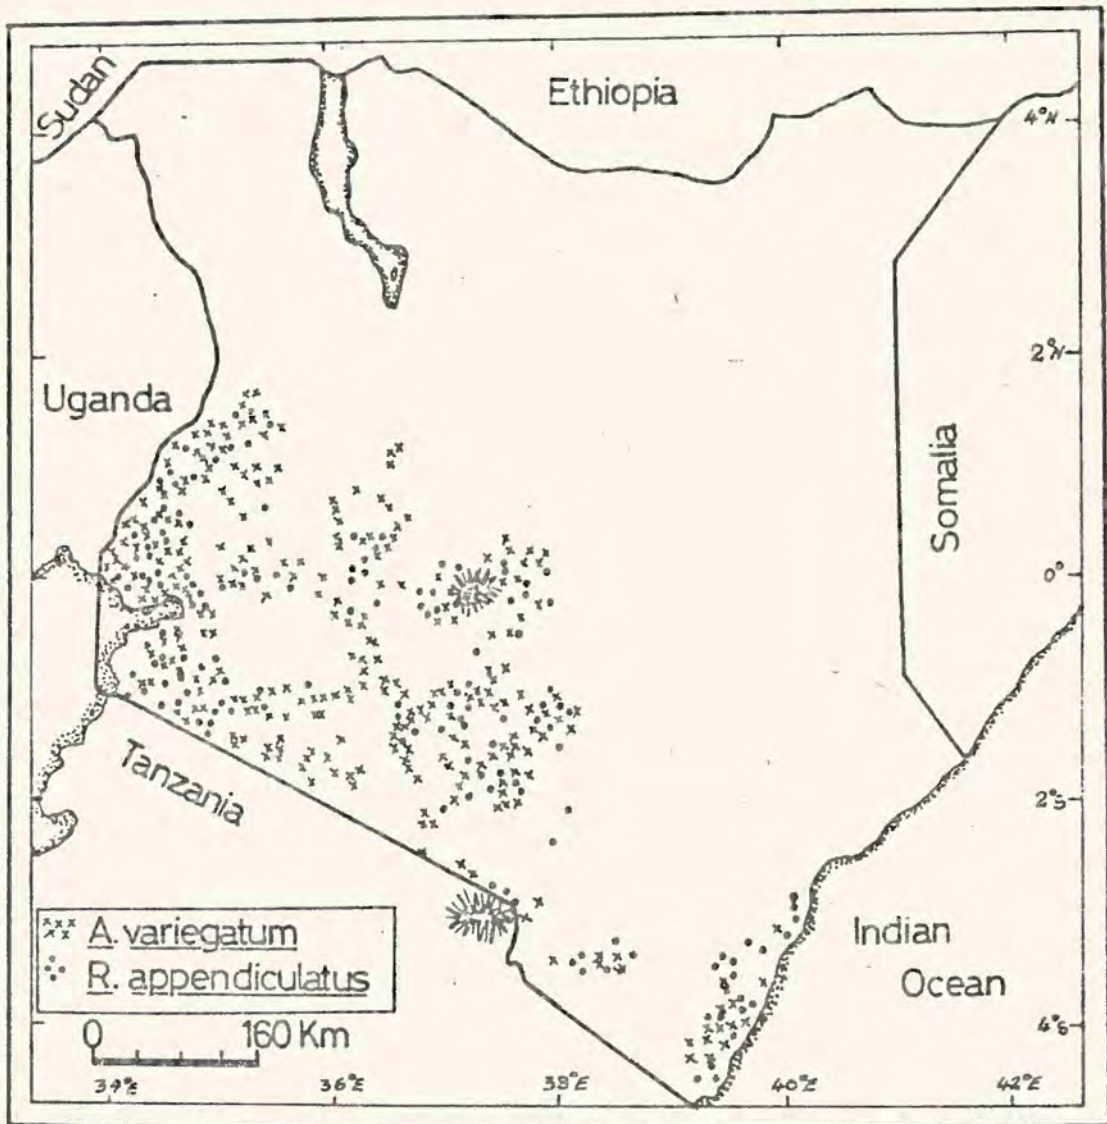 Sudan
Ethiopia
4°N
Uganda
2°N
Somalia
0°
Tanzania
2°S
A. variegatum
R. appendiculatus
Indian
Ocean
0 160 Km
4°S
34°E 36°E 38°E 40°E 42°E